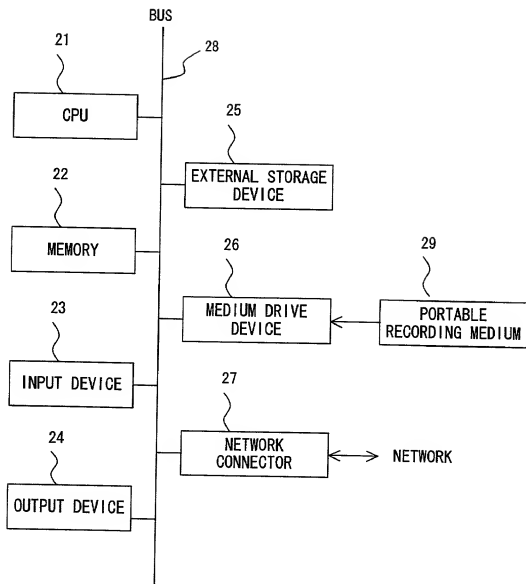 BUS
28
21
CPU
25
EXTERNAL STORAGE
DEVICE
22
MEMORY
26
MEDIUM DRIVE
DEVICE
29
PORTABLE
RECORDING MEDIUM
23
INPUT DEVICE
27
NETWORK
CONNECTOR
NETWORK
24
OUTPUT DEVICE